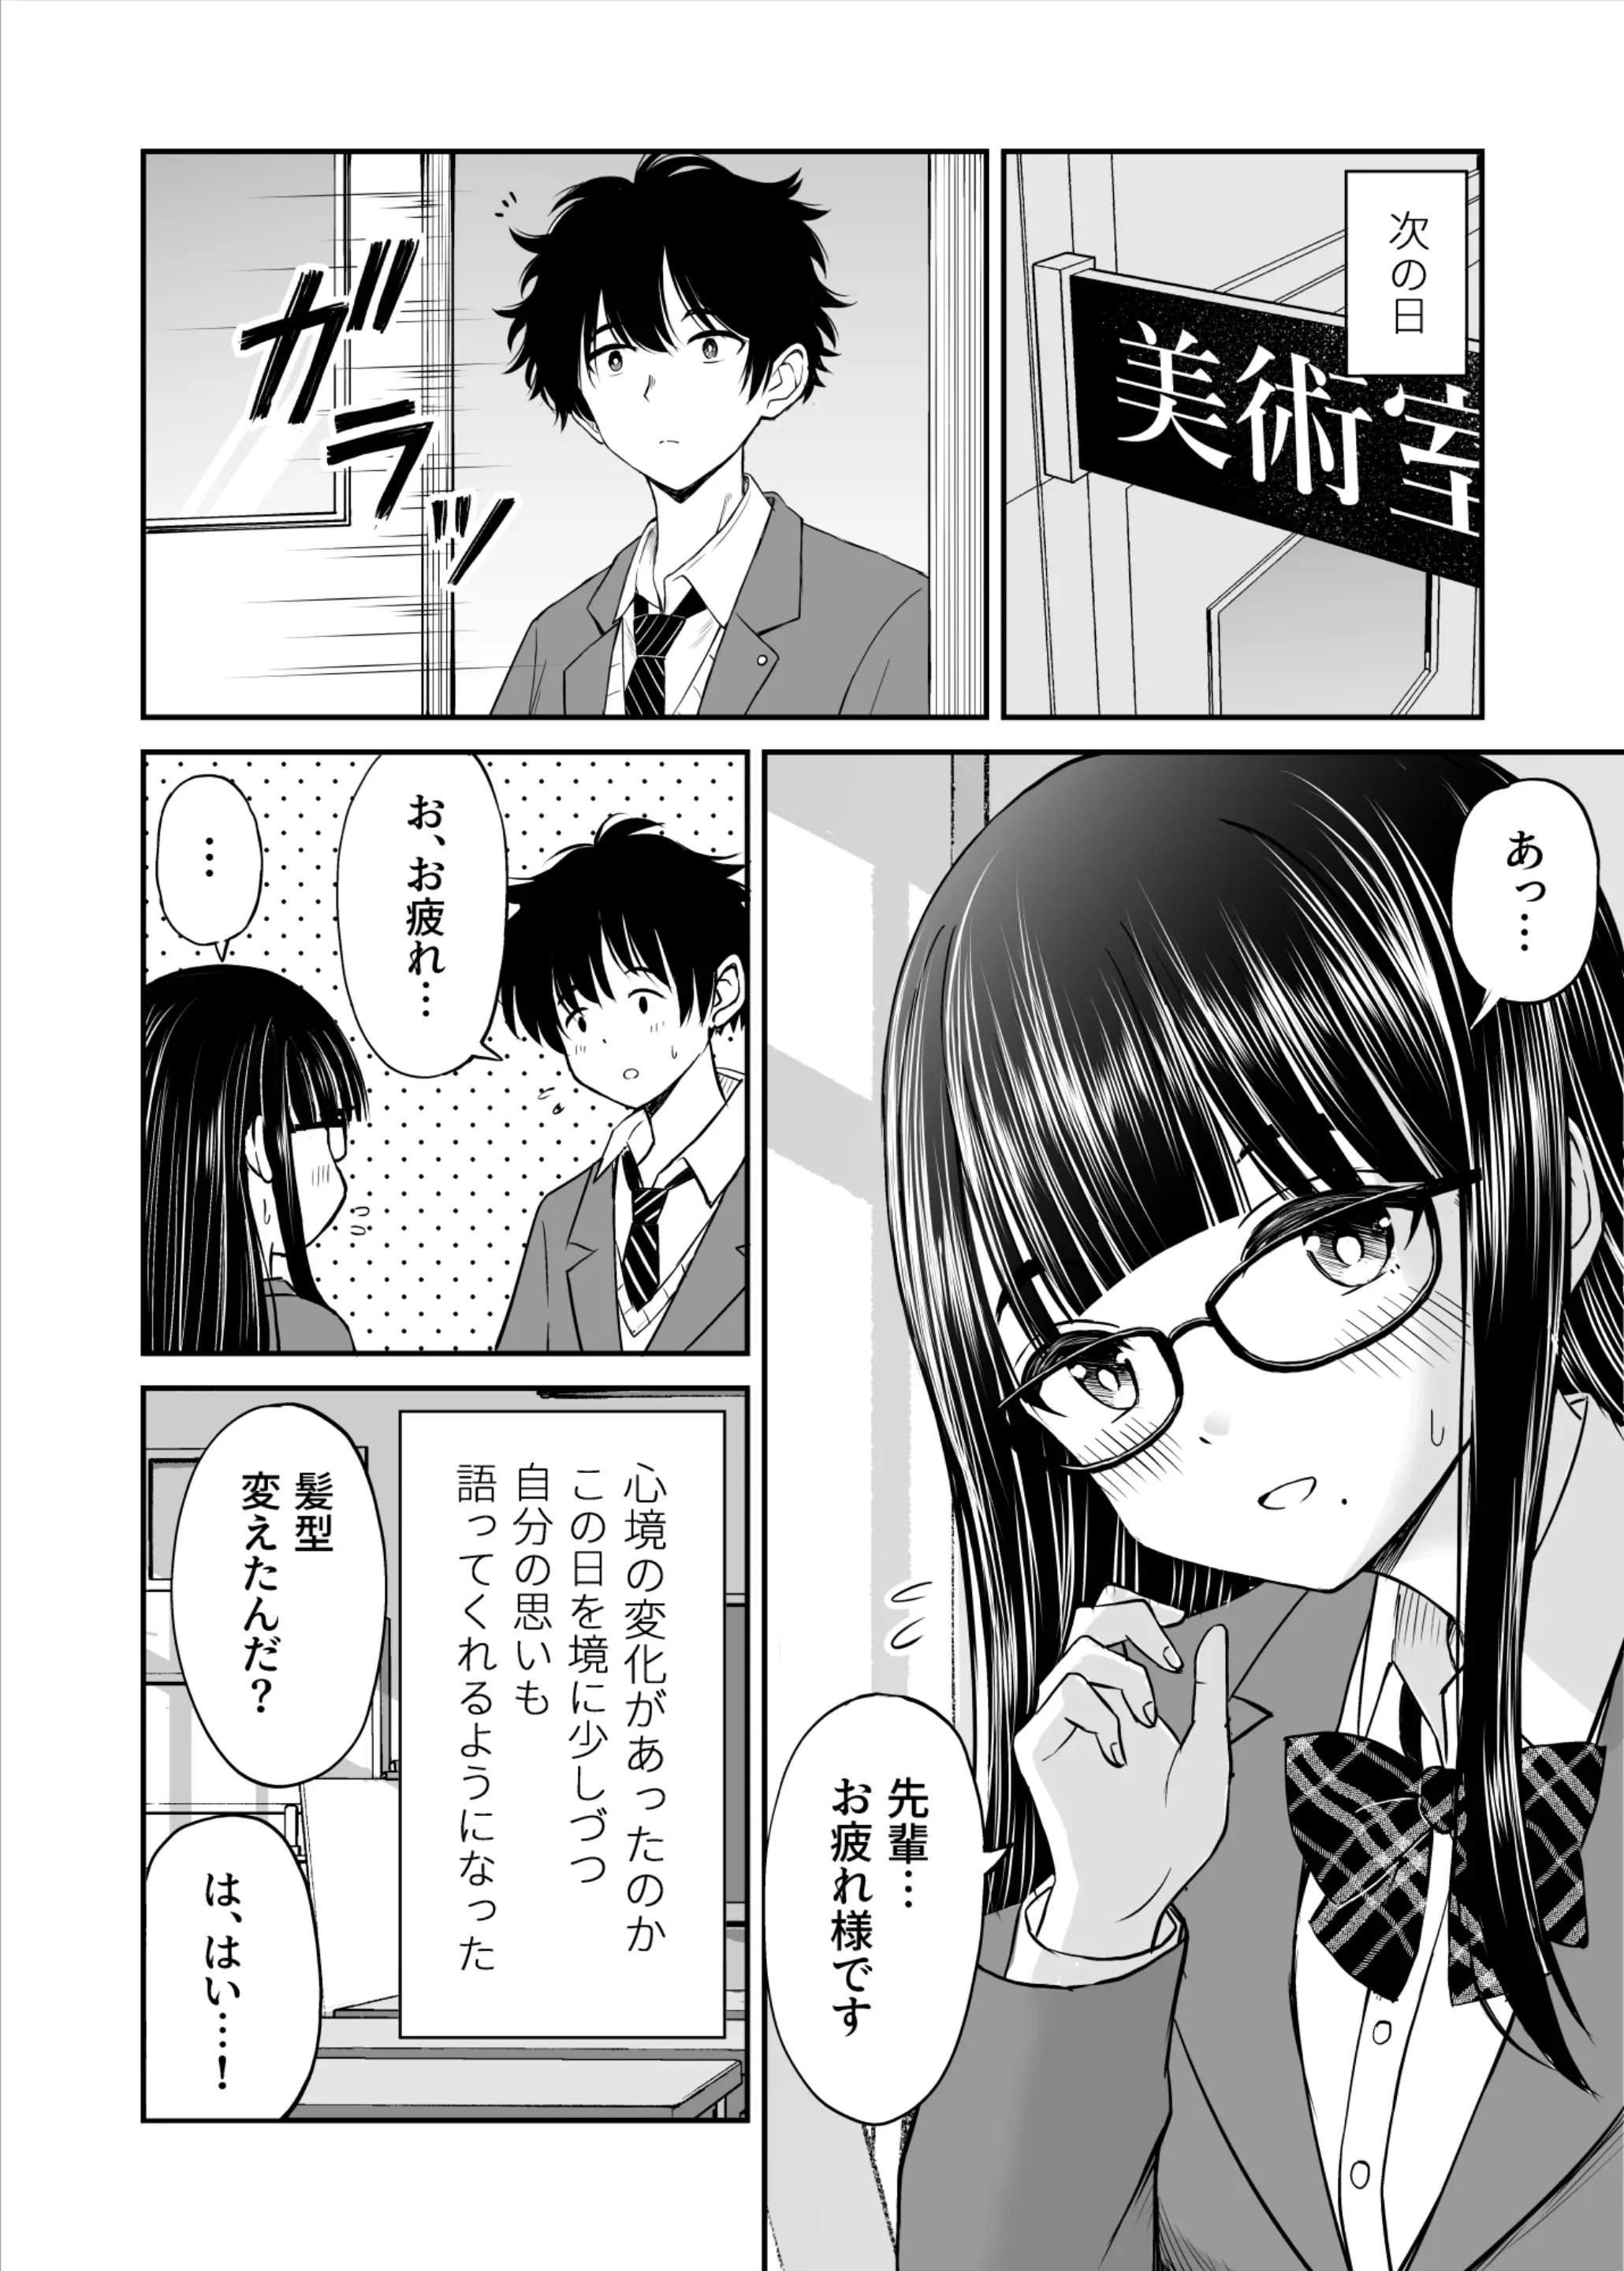 次の日
美術室
ガラッ
あっ…
先輩…
お疲れ様です
お、お疲れ…
…
心境の変化があったのか
この日を境に少しづつ
自分の思いも
語ってくれるようになった
髪型
変えたんだ？
は、はい…！